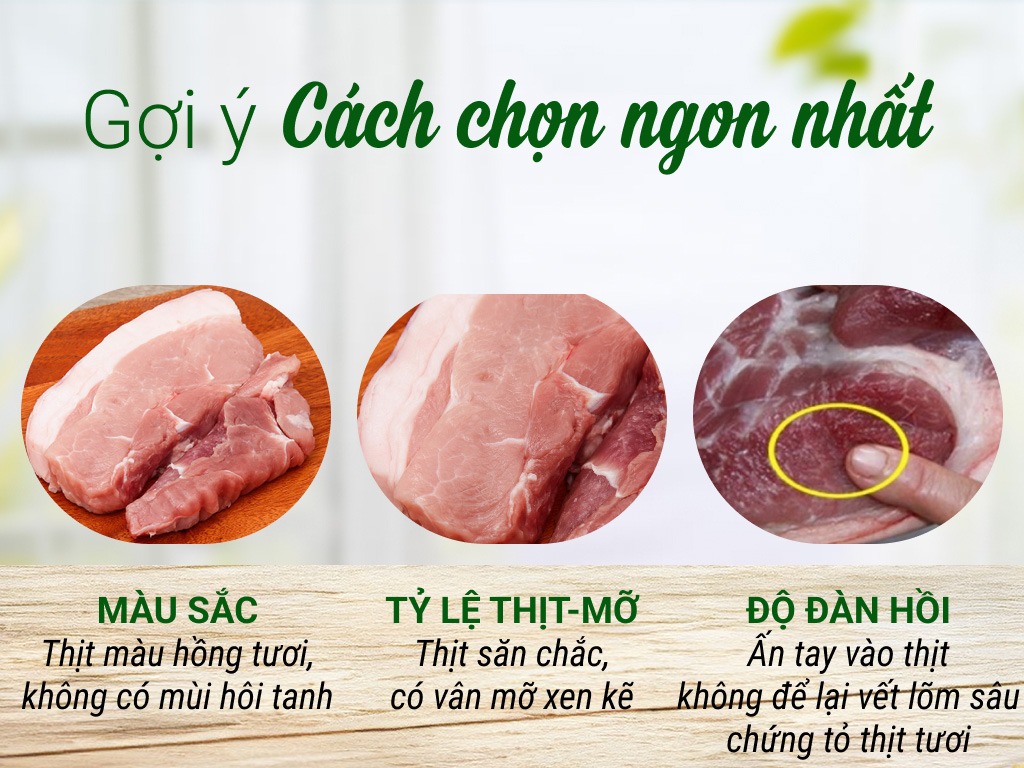 Gợi ý Cách chọn ngon nhất
MÀU SẮC
Thịt màu hồng tươi,
không có mùi hôi tanh
TỶ LỆ THỊT-MỠ
Thịt săn chắc,
có vân mỡ xen kẽ
ĐỘ ĐÀN HỒI
Ấn tay vào thịt
không để lại vết lõm sâu
chứng tỏ thịt tươi